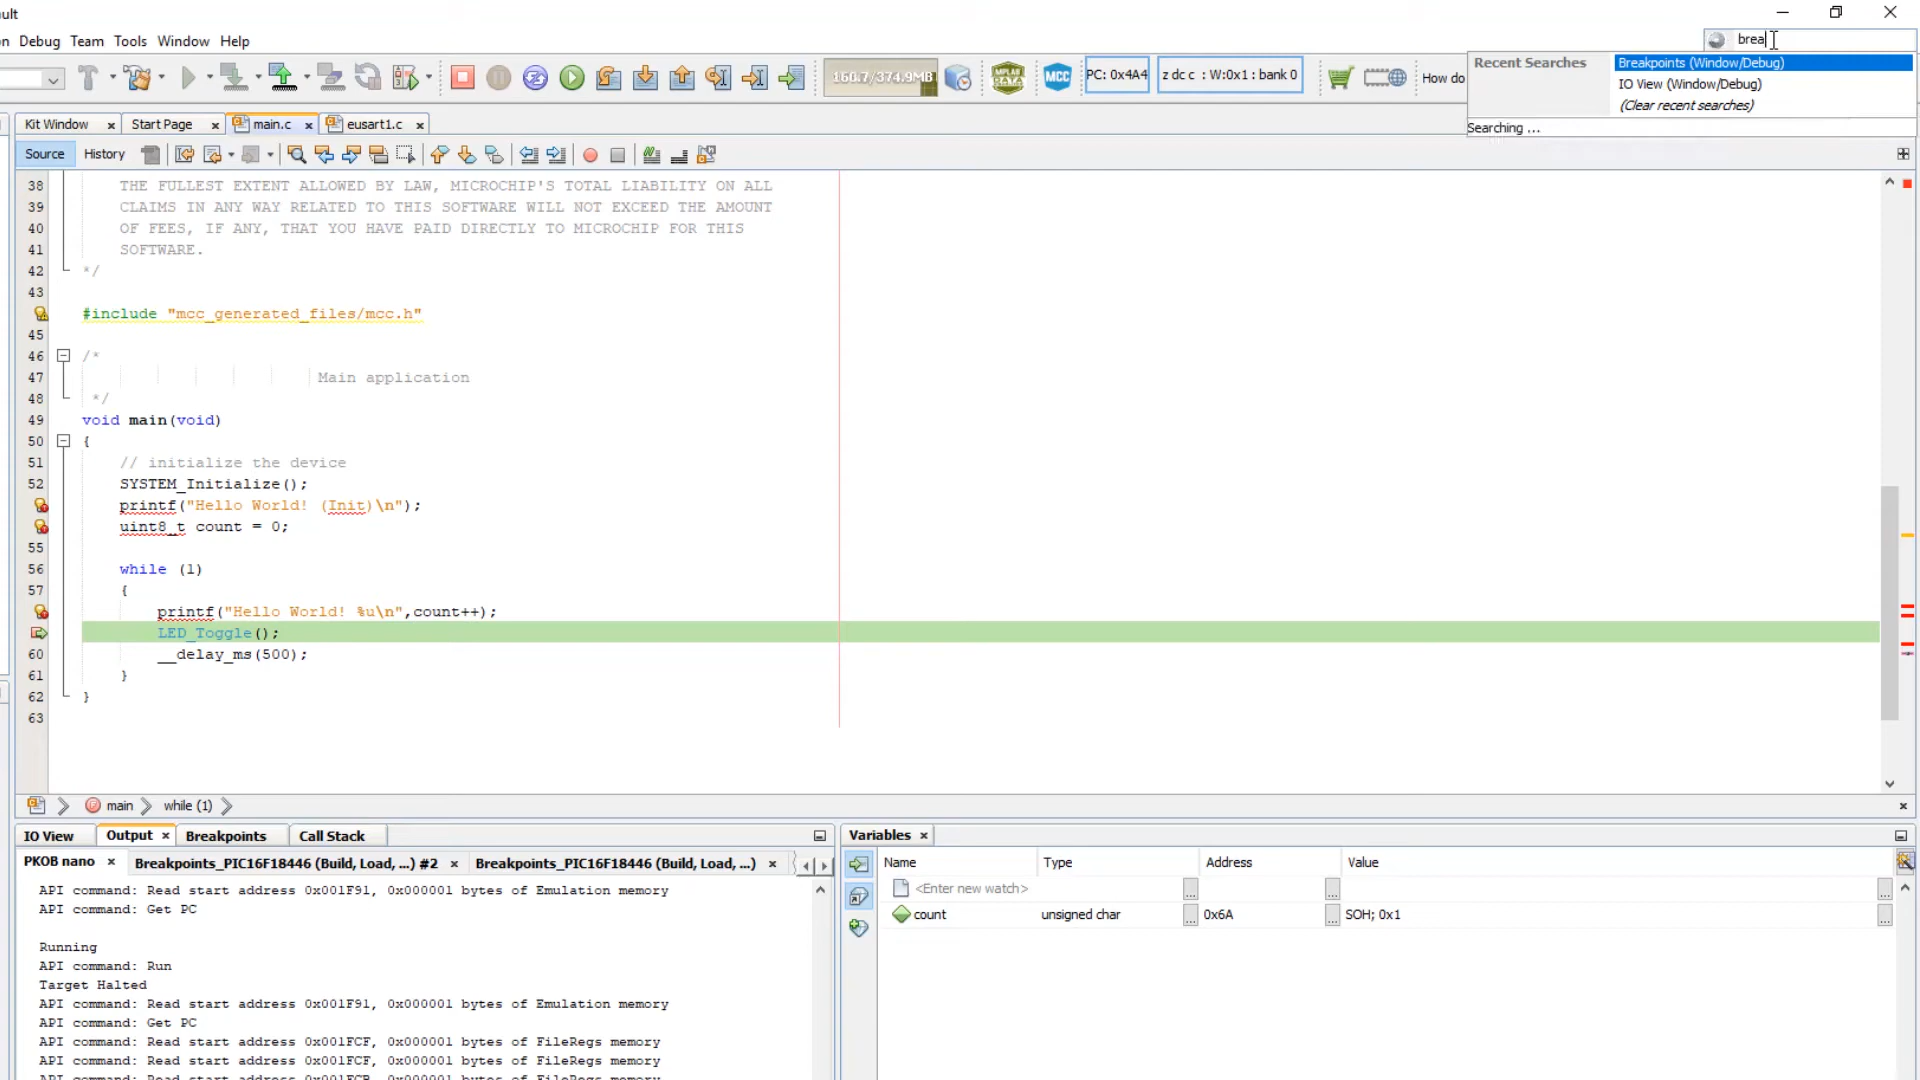 ult
n Debug Team Tools Window Help
brea
Recent Searches
Breakpoints (Window/Debug)
IO View (Window/Debug)
(Clear recent searches)
Searching ...
160.7/374.9MB
PC: 0x4A4
z dc c : W:0x1 : bank 0
How do
MCC
Kit Window
Start Page
main.c
eusart1.c
Source History
38 THE FULLEST EXTENT ALLOWED BY LAW, MICROCHIP'S TOTAL LIABILITY ON ALL
39 CLAIMS IN ANY WAY RELATED TO THIS SOFTWARE WILL NOT EXCEED THE AMOUNT
40 OF FEES, IF ANY, THAT YOU HAVE PAID DIRECTLY TO MICROCHIP FOR THIS
41 SOFTWARE.
42 */
43
#include "mcc_generated_files/mcc.h"
45
46 /*
47 Main application
48 */
49 void main(void)
50 {
51 // initialize the device
52 SYSTEM_Initialize();
printf("Hello World! (Init)\n");
uint8_t count = 0;
55
56 while (1)
57 {
printf("Hello World! %u\n",count++);
LED_Toggle();
60 __delay_ms(500);
61 }
62 }
63
main while (1)
IO View Output Breakpoints Call Stack
PKOB nano Breakpoints_PIC16F18446 (Build, Load, ...) #2 Breakpoints_PIC16F18446 (Build, Load, ...)
API command: Read start address 0x001F91, 0x000001 bytes of Emulation memory
API command: Get PC
Running
API command: Run
Target Halted
API command: Read start address 0x001F91, 0x000001 bytes of Emulation memory
API command: Get PC
API command: Read start address 0x001FCF, 0x000001 bytes of FileRegs memory
API command: Read start address 0x001FCF, 0x000001 bytes of FileRegs memory
API command: Read start address 0x001FCB, 0x000001 bytes of FileRegs memory
Variables
Name Type Address Value
<Enter new watch>
count unsigned char 0x6A SOH; 0x1